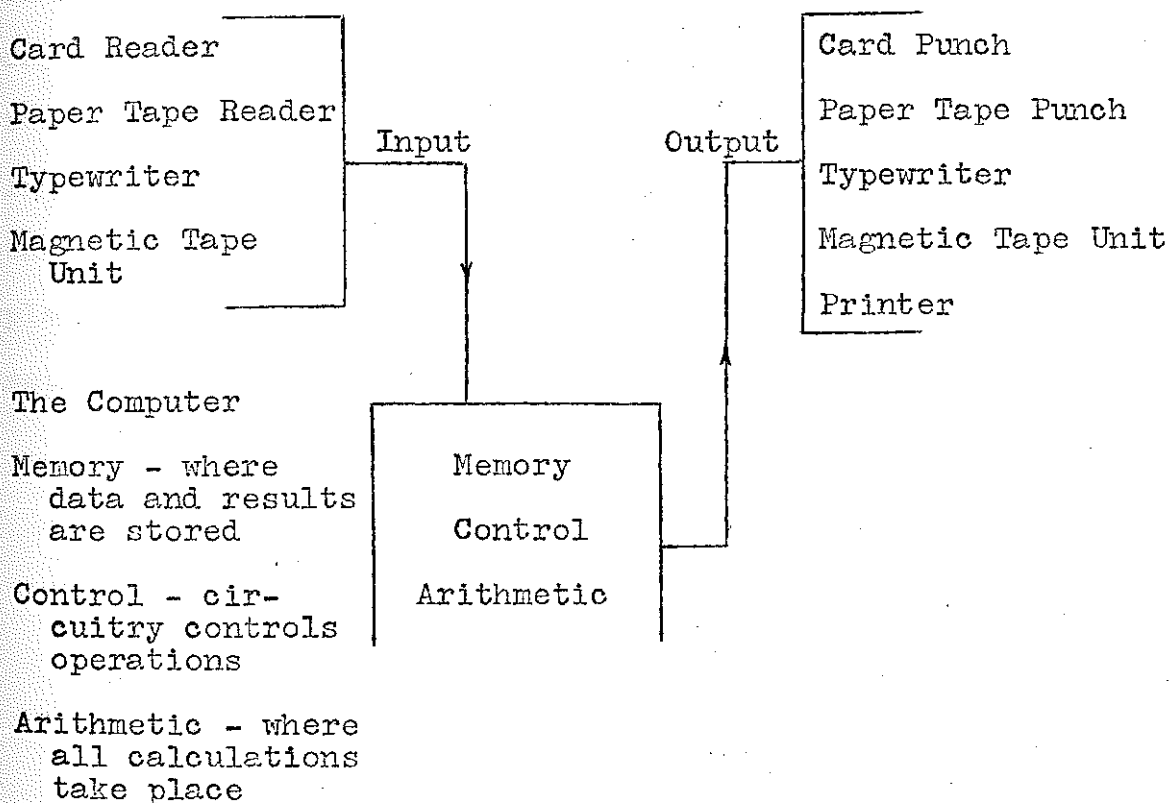 Card Reader
Paper Tape Reader
Typewriter
Magnetic Tape
Unit
Input
Output
Card Punch
Paper Tape Punch
Typewriter
Magnetic Tape Unit
Printer
The Computer
Memory - where
data and results
are stored
Control - cir-
cuitry controls
operations
Arithmetic - where
all calculations
take place
Memory
Control
Arithmetic